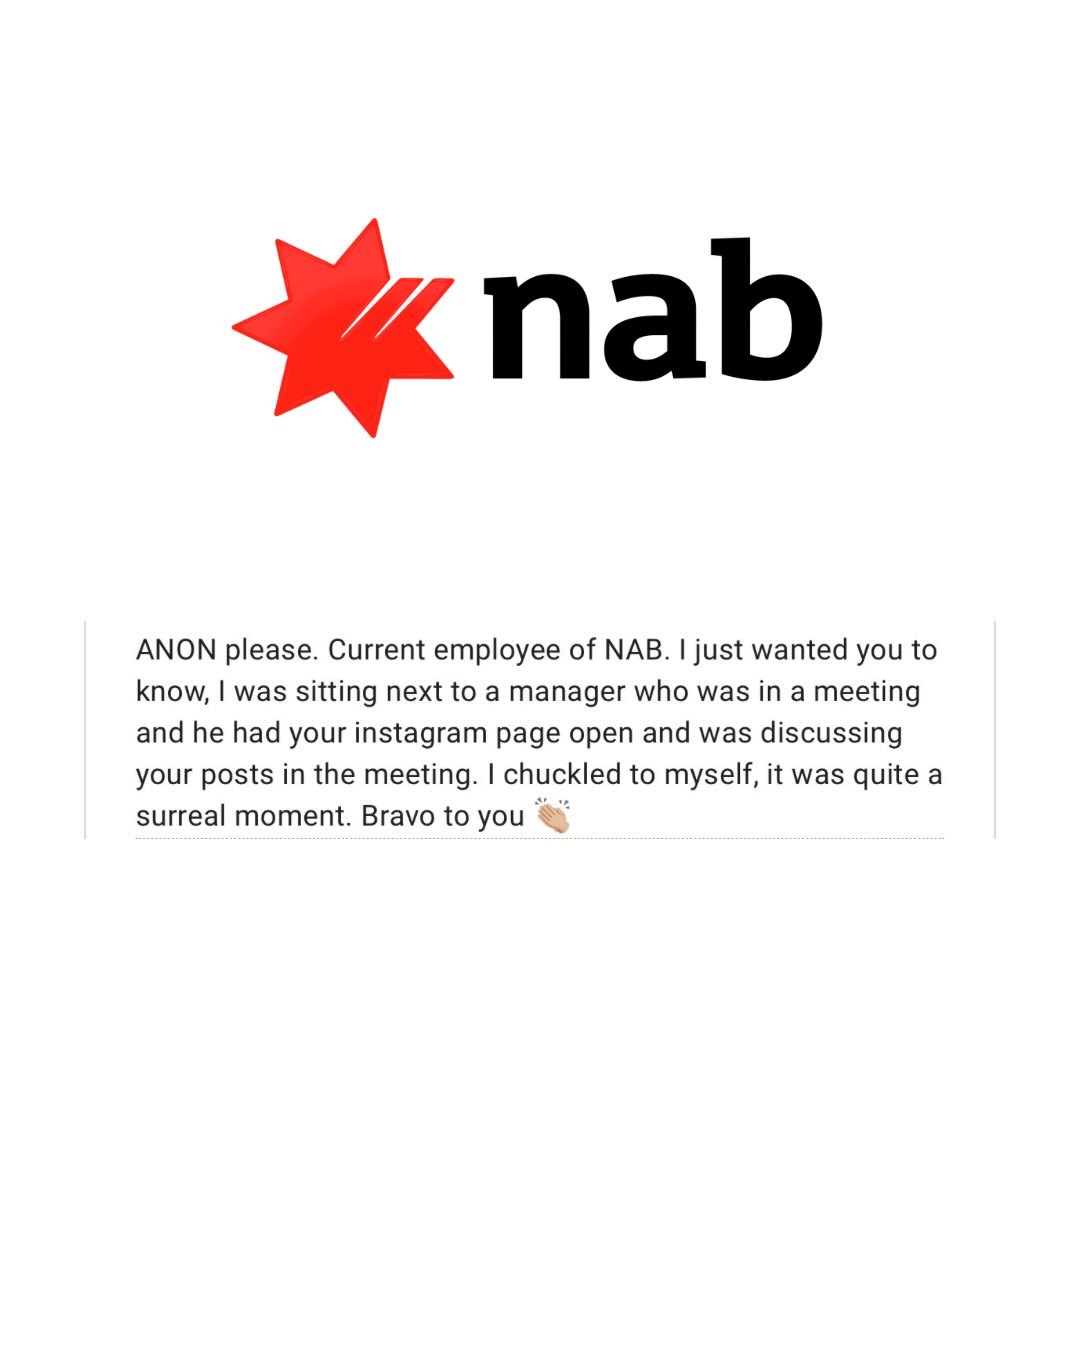 nab
ANON please. Current employee of NAB. I just wanted you to
know, I was sitting next to a manager who was in a meeting
and he had your instagram page open and was discussing
your posts in the meeting. I chuckled to myself, it was quite a
surreal moment. Bravo to you 👏🏼